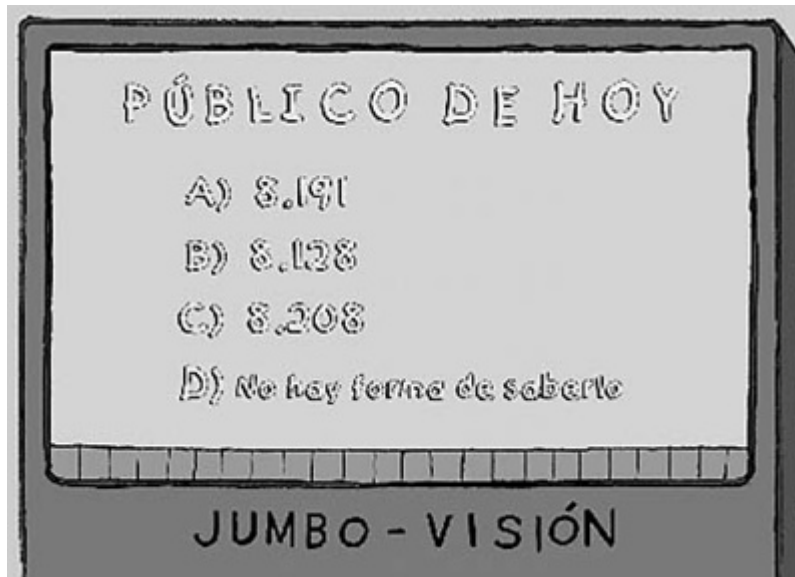 PÚBLICO DE HOY
A) 8.191
B) 8.128
C) 8.208
D) No hay forma de saberlo
JUMBO-VISIÓN